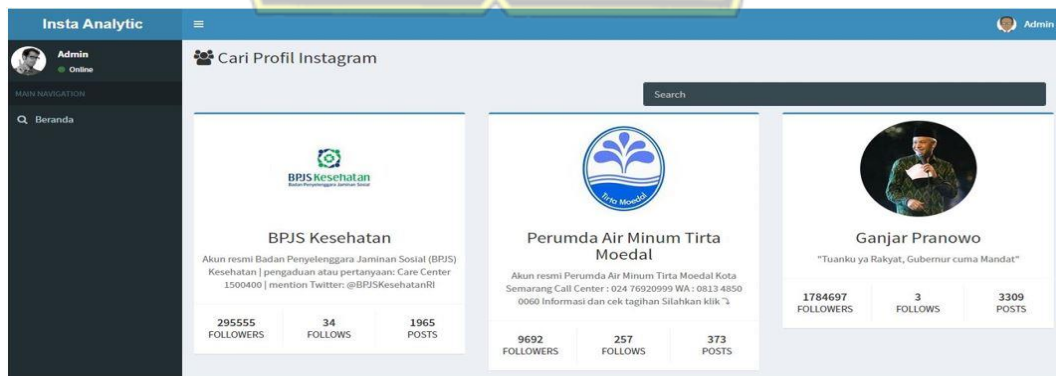 Insta Analytic
Admin
Admin
Online
MAIN NAVIGATION
Beranda
Cari Profil Instagram
Search
BPJS Kesehatan
Badan Penyelenggara Jaminan Sosial
BPJS Kesehatan
Akun resmi Badan Penyelenggara Jaminan Sosial (BPJS)
Kesehatan | pengaduan atau pertanyaan: Care Center
1500400 | mention Twitter: @BPJSKesehatanRI
295555
FOLLOWERS
34
FOLLOWS
1965
POSTS
Tirta Moedal
Perumda Air Minum Tirta
Moedal
Akun resmi Perumda Air Minum Tirta Moedal Kota
Semarang Call Center : 024 76920999 WA : 0813 4850
0060 Informasi dan cek tagihan Silahkan klik ⤵
9692
FOLLOWERS
257
FOLLOWS
373
POSTS
Ganjar Pranowo
"Tuanku ya Rakyat, Gubernur cuma Mandat"
1784697
FOLLOWERS
3
FOLLOWS
3309
POSTS